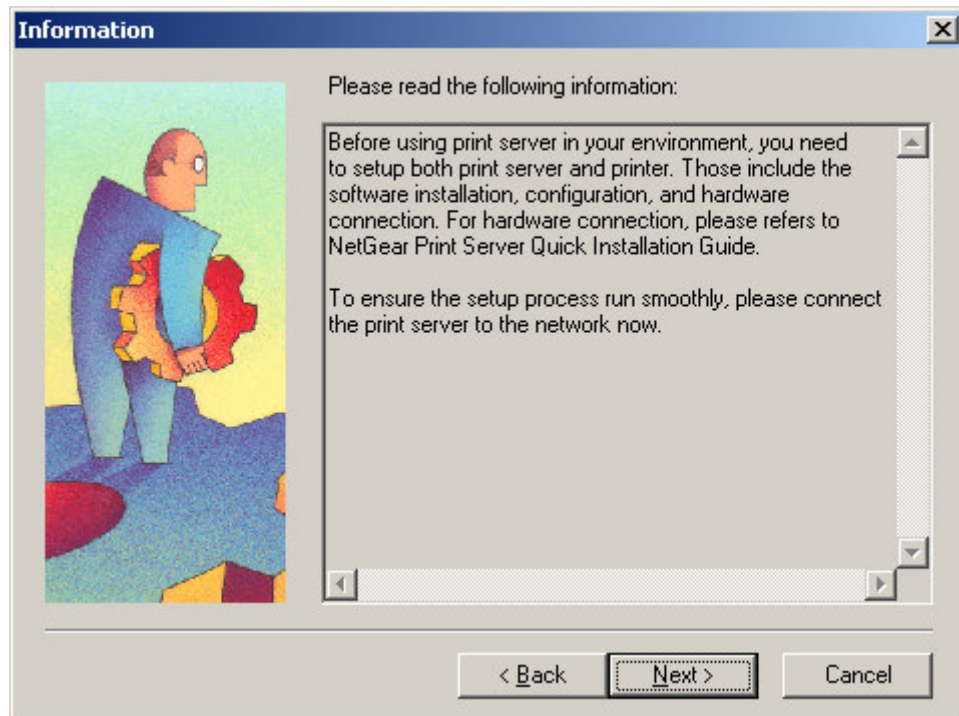 Information
Please read the following information:
Before using print server in your environment, you need
to setup both print server and printer. Those include the
software installation, configuration, and hardware
connection. For hardware connection, please refers to
NetGear Print Server Quick Installation Guide.
To ensure the setup process run smoothly, please connect
the print server to the network now.
< Back
Next >
Cancel